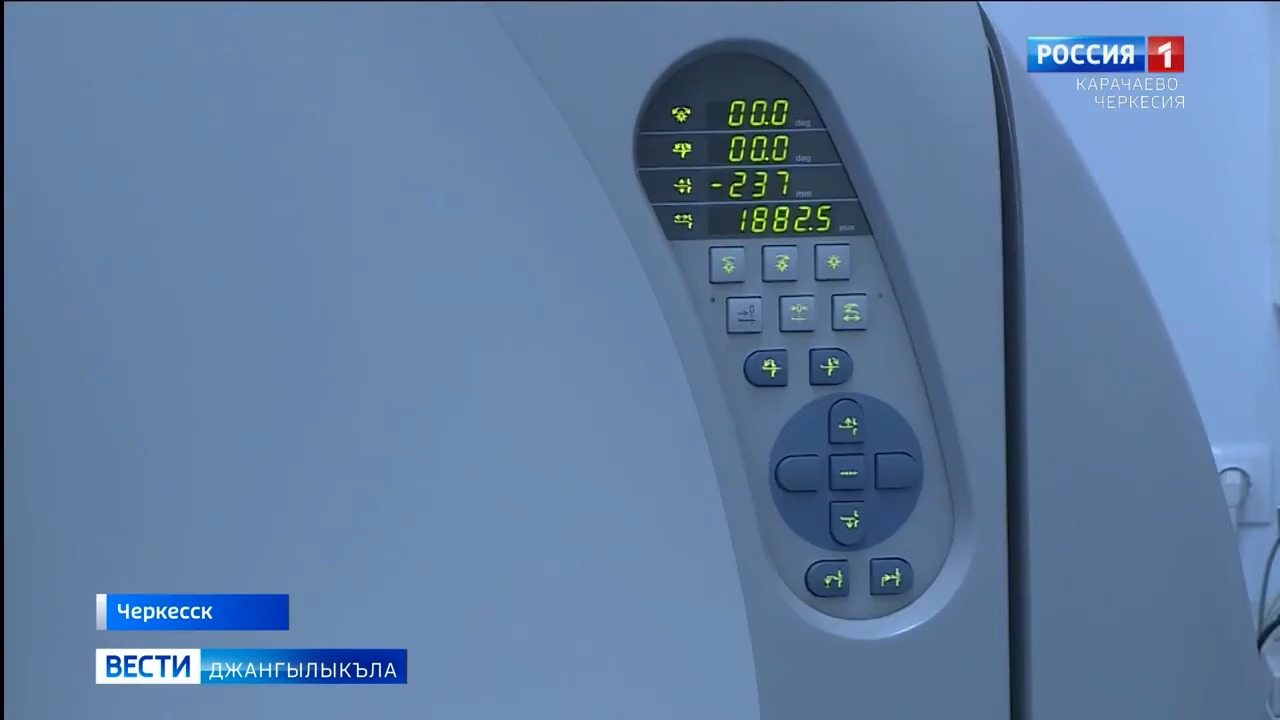 РОССИЯ 1
КАРАЧАЕВО-
ЧЕРКЕСИЯ
00.0 deg
00.0 deg
-237 mm
1882.5 mm
Черкесск
ВЕСТИ ДЖАНГЫЛЫКЪЛА